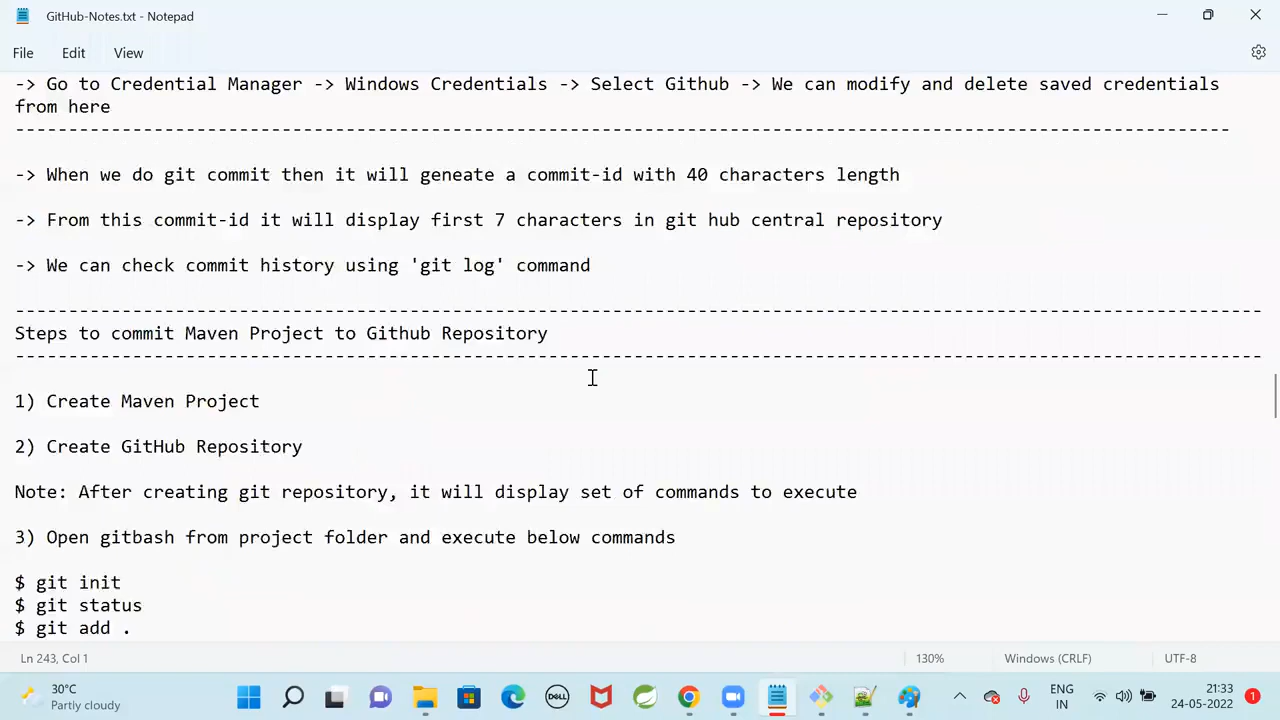 GitHub-Notes.txt - Notepad
File Edit View
-> Go to Credential Manager -> Windows Credentials -> Select Github -> We can modify and delete saved credentials
from here
------------------------------------------------------------------------------------------------------------------
-> When we do git commit then it will geneate a commit-id with 40 characters length
-> From this commit-id it will display first 7 characters in git hub central repository
-> We can check commit history using 'git log' command
---------------------------------------------------------------------------------------------------------------------
Steps to commit Maven Project to Github Repository
---------------------------------------------------------------------------------------------------------------------
1) Create Maven Project
2) Create GitHub Repository
Note: After creating git repository, it will display set of commands to execute
3) Open gitbash from project folder and execute below commands
$ git init
$ git status
$ git add .
Ln 243, Col 1 130% Windows (CRLF) UTF-8
30°C ENG 21:33
Partly cloudy DELL IN 24-05-2022 1